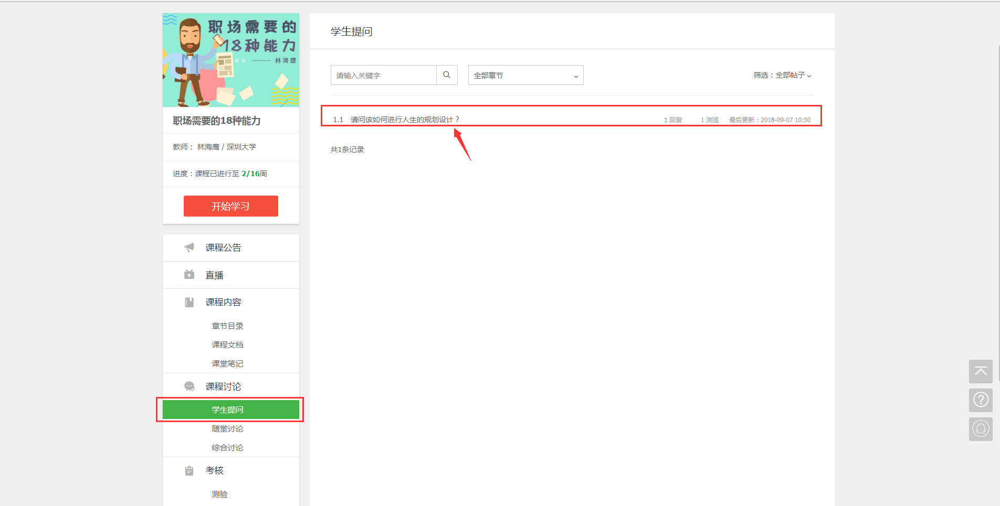 职场需要的
18种能力
林海鹰
职场需要的18种能力
教师： 林海鹰 / 深圳大学
进度：课程已进行至 2/16周
开始学习
课程公告
直播
课程内容
章节目录
课程文档
课堂笔记
课程讨论
学生提问
随堂讨论
综合讨论
考核
测验
学生提问
请输入关键字
全部章节
筛选：全部帖子
1.1 请问该如何进行人生的规划设计？ 1 回复 1 浏览 最后更新：2018-09-07 10:50
共1条记录